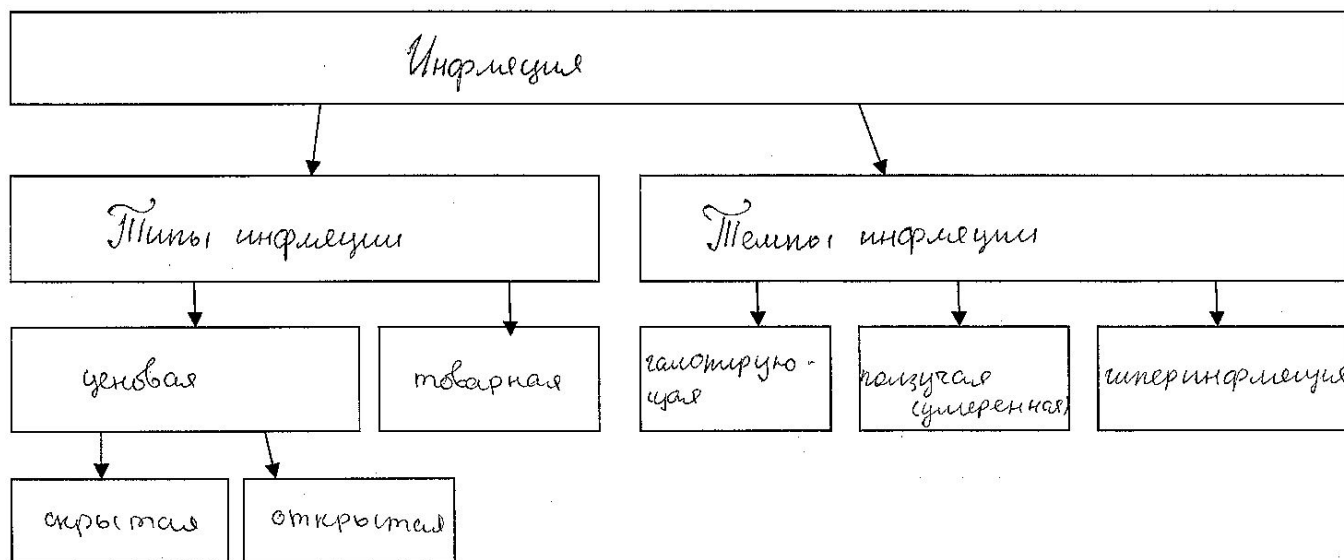 Инфляция
Типы инфляции
Темпы инфляции
ценовая
товарная
галопирую-
щая
ползучая
(умеренная)
гиперинфляция
скрытая
открытая